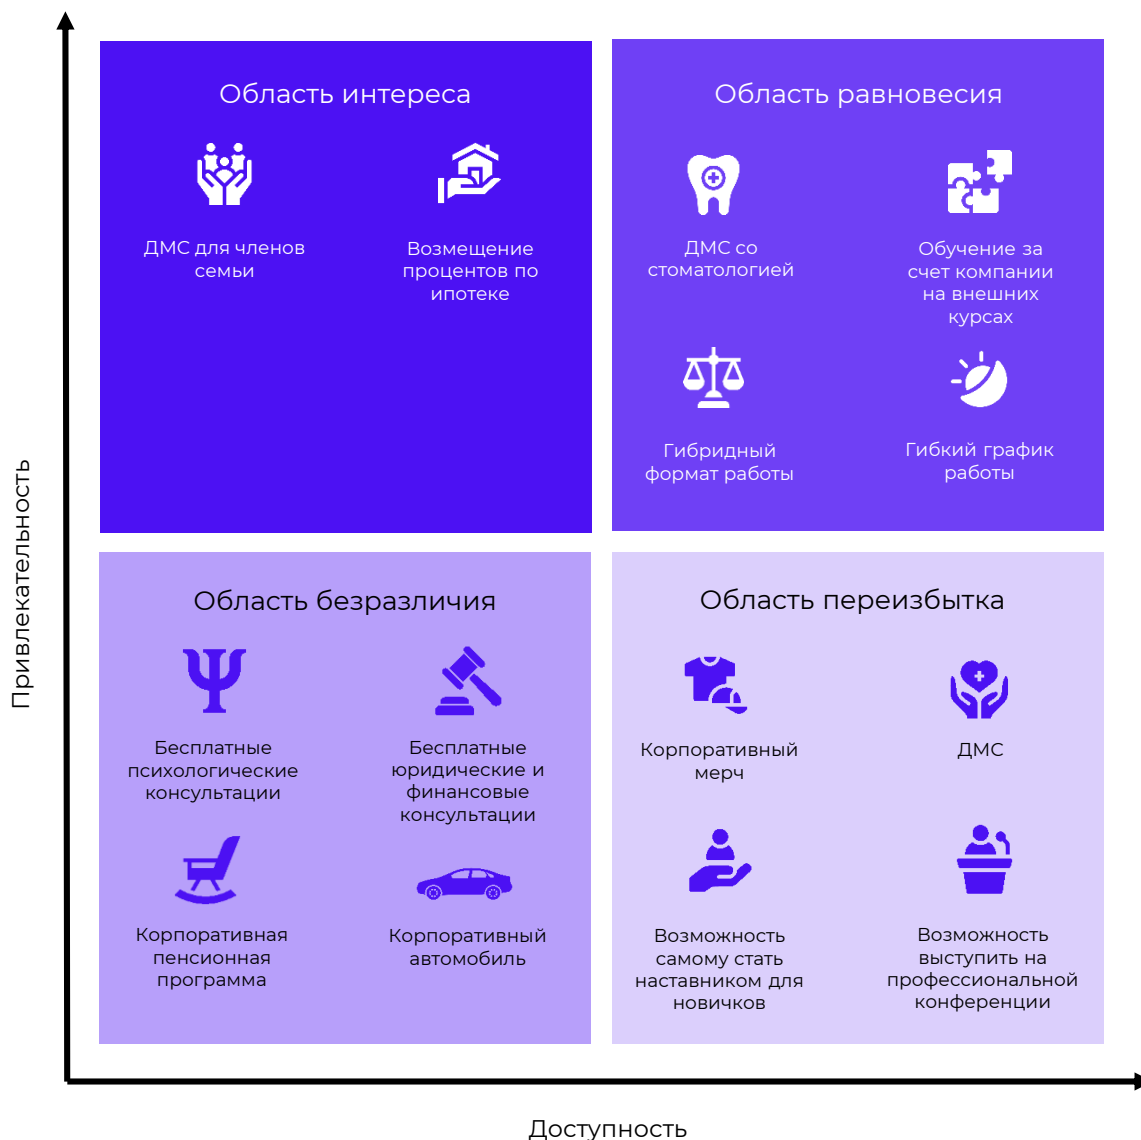 Привлекательность
Область интереса
ДМС для членов
семьи
Возмещение
процентов по
ипотеке
Область равновесия
ДМС со
стоматологией
Обучение за
счет компании
на внешних
курсах
Гибридный
формат работы
Гибкий график
работы
Область безразличия
Бесплатные
психологические
консультации
Бесплатные
юридические и
финансовые
консультации
Корпоративная
пенсионная
программа
Корпоративный
автомобиль
Область переизбытка
Корпоративный
мерч
ДМС
Возможность
самому стать
наставником для
новичков
Возможность
выступить на
профессиональной
конференции
Доступность